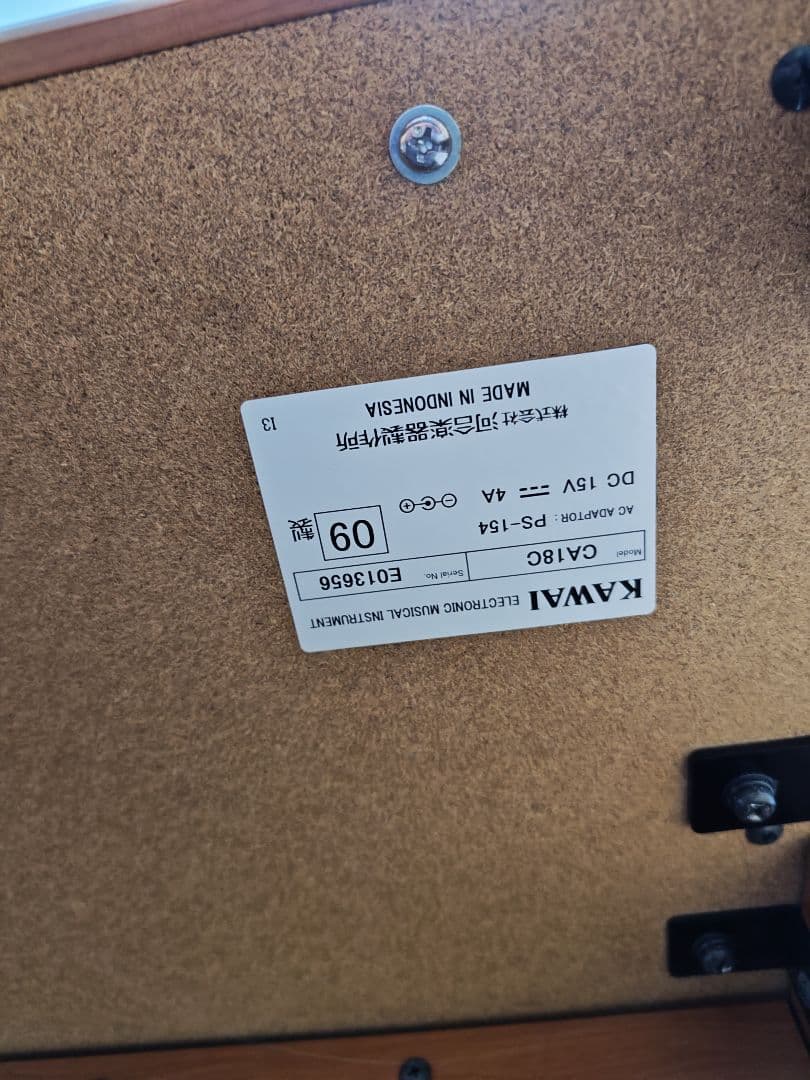 KAWAI ELECTRONIC MUSICAL INSTRUMENT
Model CA18C Serial No. E013656
AC ADAPTOR: PS-154
DC 15V 4A
09 製
株式会社 河合楽器製作所
MADE IN INDONESIA
13